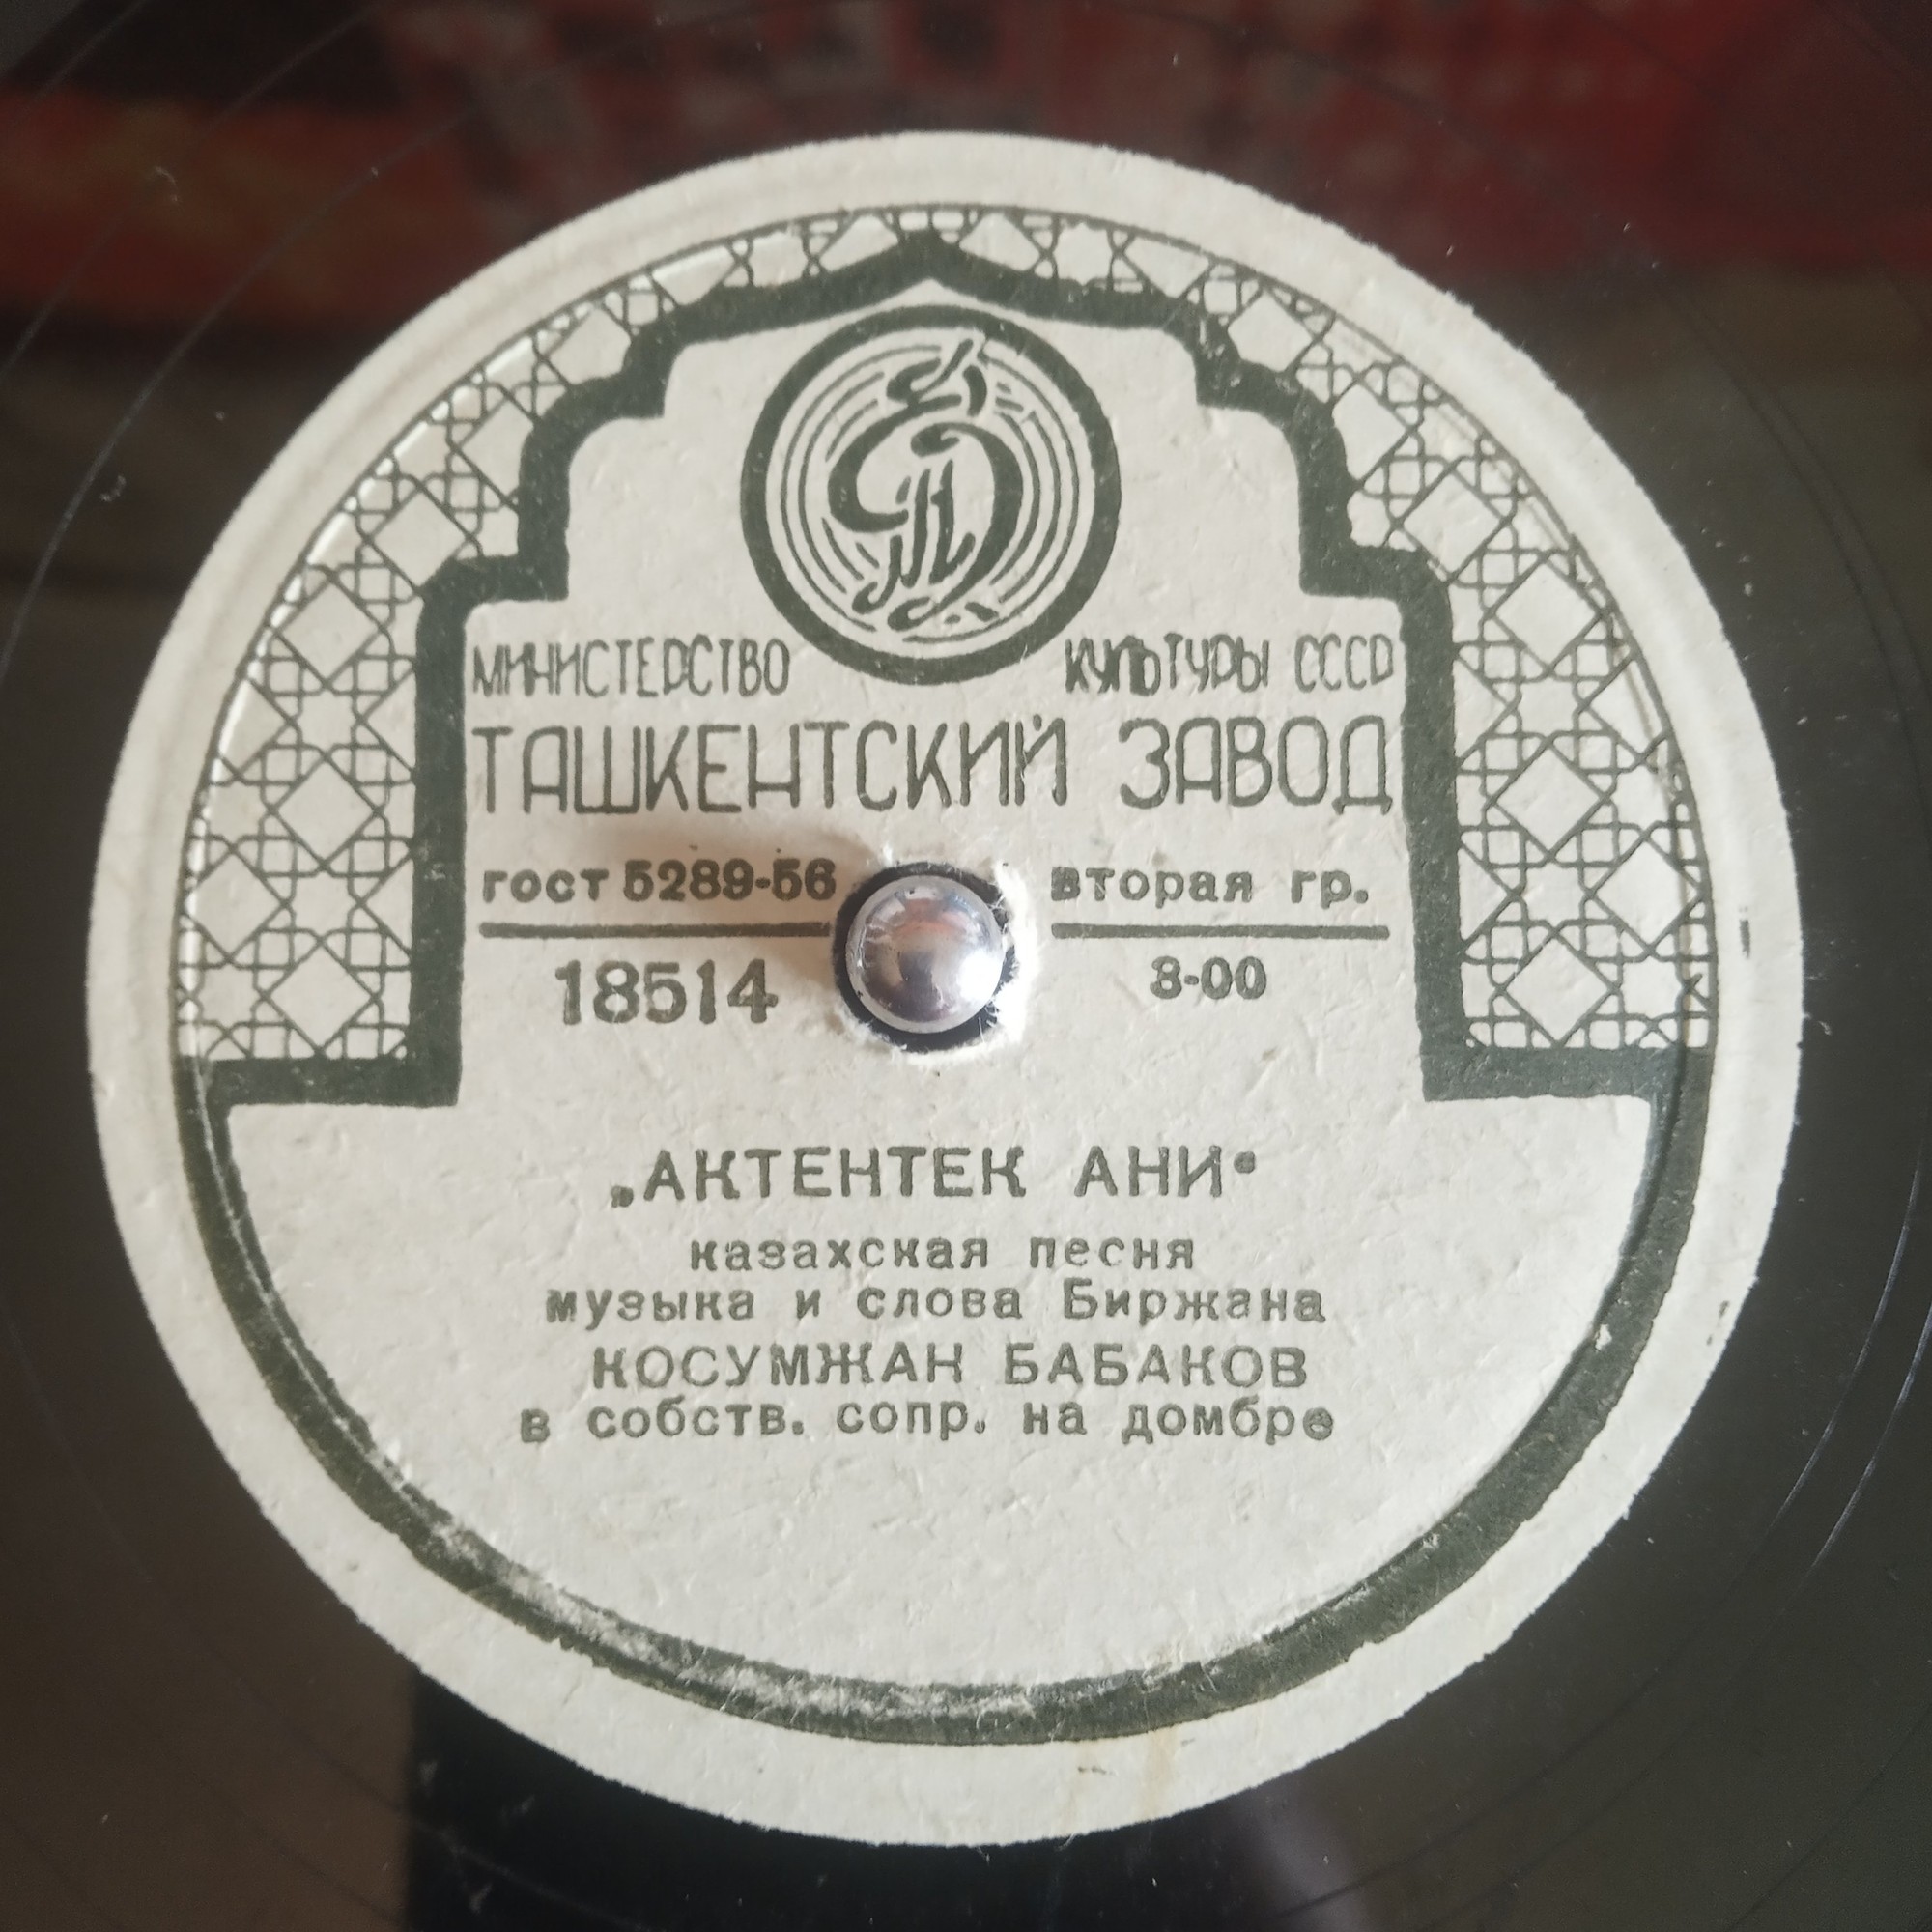 МИНИСТЕРСТВО КУЛЬТУРЫ СССР
ТАШКЕНТСКИЙ ЗАВОД
гост 5289-56 вторая гр.
18514 8-00
„АКТЕНТЕК АНИ“
казахская песня
музыка и слова Биржана
КОСУМЖАН БАБАКОВ
в собств. сопр. на домбре